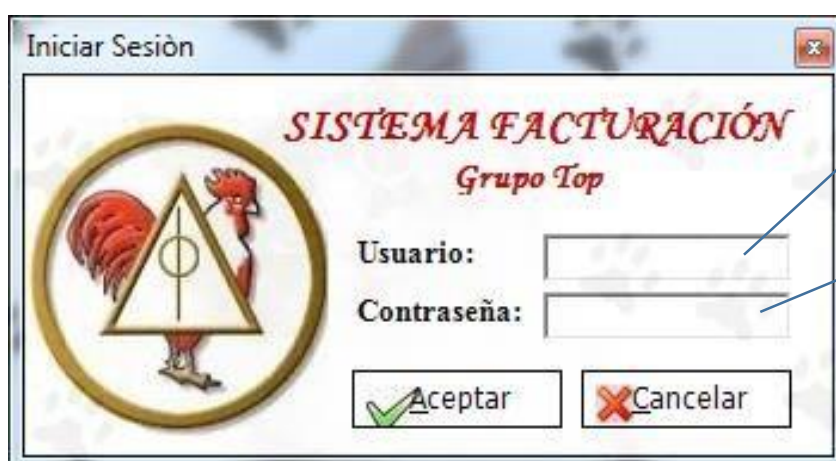 Iniciar Sesiòn
SISTEMA FACTURACIÓN
Grupo Top
Usuario:
Contraseña:
Aceptar
Cancelar